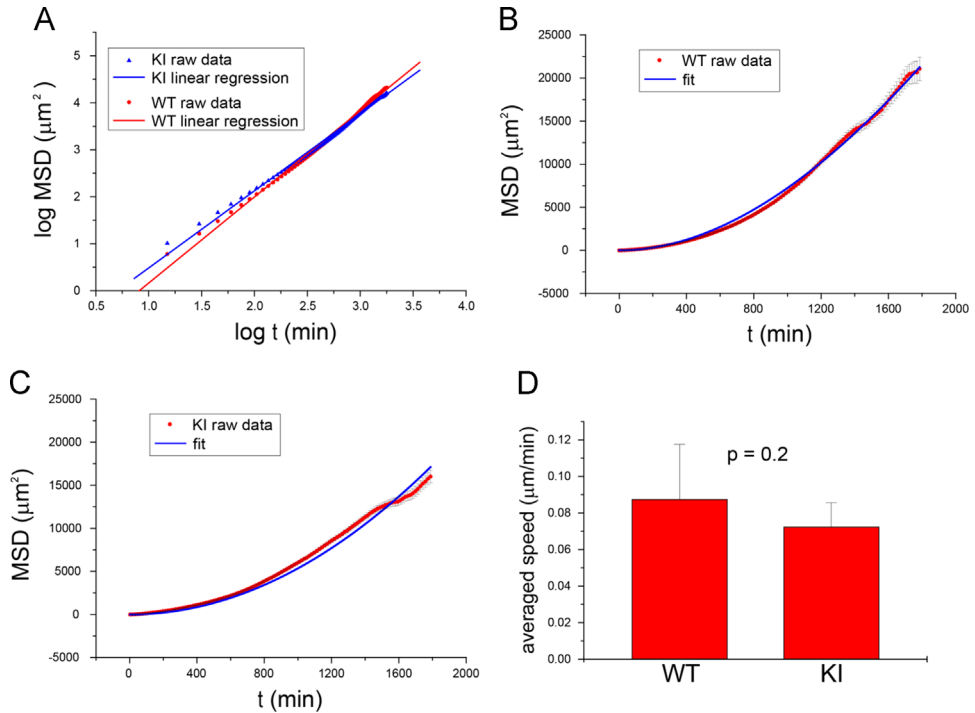 A
KI raw data
KI linear regression
WT raw data
WT linear regression
log MSD (μm²)
5
4
3
2
1
0
0.5
1.0
1.5
2.0
2.5
3.0
3.5
4.0
log t (min)
B
WT raw data
fit
MSD (μm²)
25000
20000
15000
10000
5000
0
-5000
0
400
800
1200
1600
2000
t (min)
C
KI raw data
fit
MSD (μm²)
25000
20000
15000
10000
5000
0
-5000
0
400
800
1200
1600
2000
t (min)
D
p = 0.2
averaged speed (μm/min)
0.12
0.10
0.08
0.06
0.04
0.02
0.00
WT
KI